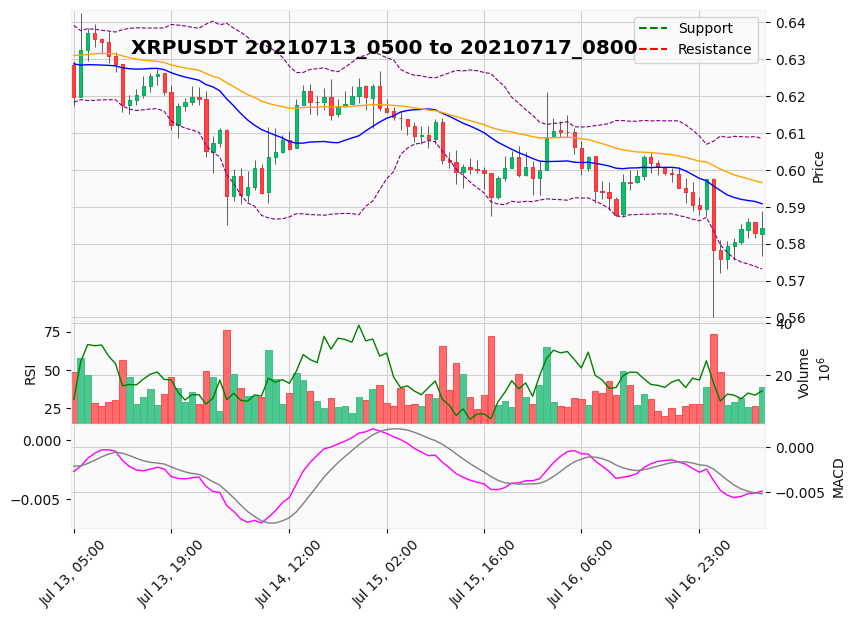 XRPUSDT 20210713_0500 to 20210717_0800
Support
Resistance
0.64
0.63
0.62
0.61
0.60
0.59
0.58
0.57
0.56
Price
75
50
25
RSI
40
20
Volume
10^6
0.000
−0.005
0.000
−0.005
MACD
Jul 13, 05:00
Jul 13, 19:00
Jul 14, 12:00
Jul 15, 02:00
Jul 15, 16:00
Jul 16, 06:00
Jul 16, 23:00